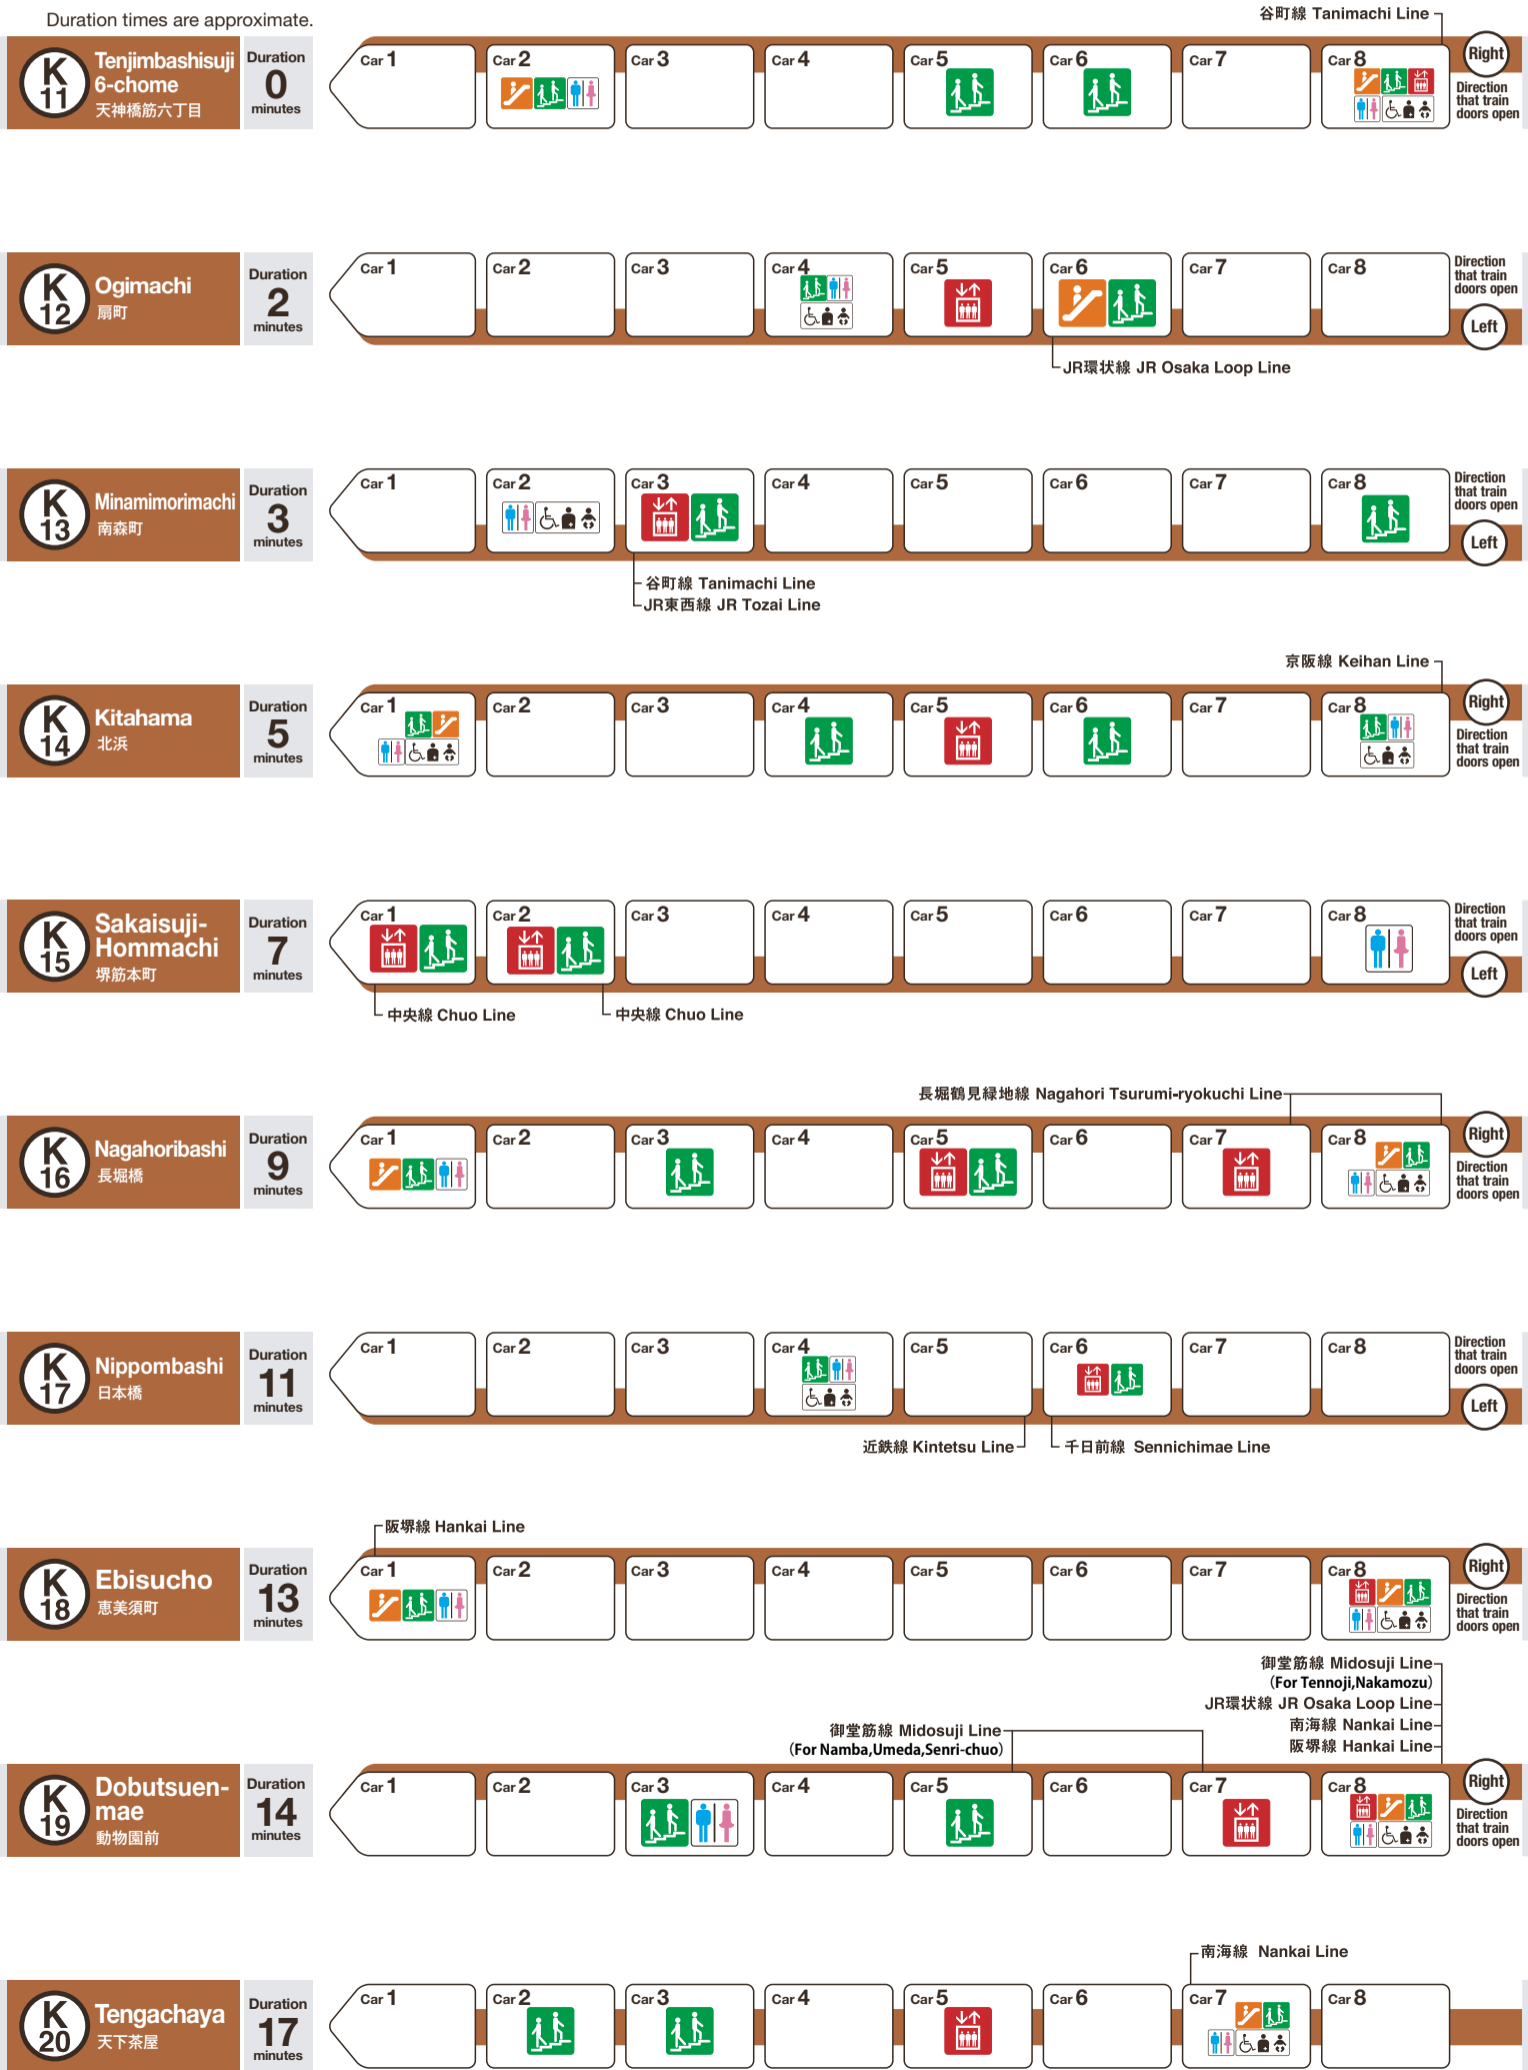 Duration times are approximate.
谷町線 Tanimachi Line
K 11
Tenjimbashisuji
6-chome
天神橋筋六丁目
Duration
0
minutes
Car 1 Car 2 Car 3 Car 4 Car 5 Car 6 Car 7 Car 8
Right
Direction
that train
doors open
K 12
Ogimachi
扇町
Duration
2
minutes
Car 1 Car 2 Car 3 Car 4 Car 5 Car 6 Car 7 Car 8
Direction
that train
doors open
Left
JR環状線 JR Osaka Loop Line
K 13
Minamimorimachi
南森町
Duration
3
minutes
Car 1 Car 2 Car 3 Car 4 Car 5 Car 6 Car 7 Car 8
Direction
that train
doors open
Left
谷町線 Tanimachi Line
JR東西線 JR Tozai Line
京阪線 Keihan Line
K 14
Kitahama
北浜
Duration
5
minutes
Car 1 Car 2 Car 3 Car 4 Car 5 Car 6 Car 7 Car 8
Right
Direction
that train
doors open
K 15
Sakaisuji-
Hommachi
堺筋本町
Duration
7
minutes
Car 1 Car 2 Car 3 Car 4 Car 5 Car 6 Car 7 Car 8
Direction
that train
doors open
Left
中央線 Chuo Line
中央線 Chuo Line
長堀鶴見緑地線 Nagahori Tsurumi-ryokuchi Line
K 16
Nagahoribashi
長堀橋
Duration
9
minutes
Car 1 Car 2 Car 3 Car 4 Car 5 Car 6 Car 7 Car 8
Right
Direction
that train
doors open
K 17
Nippombashi
日本橋
Duration
11
minutes
Car 1 Car 2 Car 3 Car 4 Car 5 Car 6 Car 7 Car 8
Direction
that train
doors open
Left
近鉄線 Kintetsu Line
千日前線 Sennichimae Line
阪堺線 Hankai Line
K 18
Ebisucho
恵美須町
Duration
13
minutes
Car 1 Car 2 Car 3 Car 4 Car 5 Car 6 Car 7 Car 8
Right
Direction
that train
doors open
御堂筋線 Midosuji Line
(For Tennoji,Nakamozu)
JR環状線 JR Osaka Loop Line
南海線 Nankai Line
阪堺線 Hankai Line
御堂筋線 Midosuji Line
(For Namba,Umeda,Senri-chuo)
K 19
Dobutsuen-
mae
動物園前
Duration
14
minutes
Car 1 Car 2 Car 3 Car 4 Car 5 Car 6 Car 7 Car 8
Right
Direction
that train
doors open
南海線 Nankai Line
K 20
Tengachaya
天下茶屋
Duration
17
minutes
Car 1 Car 2 Car 3 Car 4 Car 5 Car 6 Car 7 Car 8